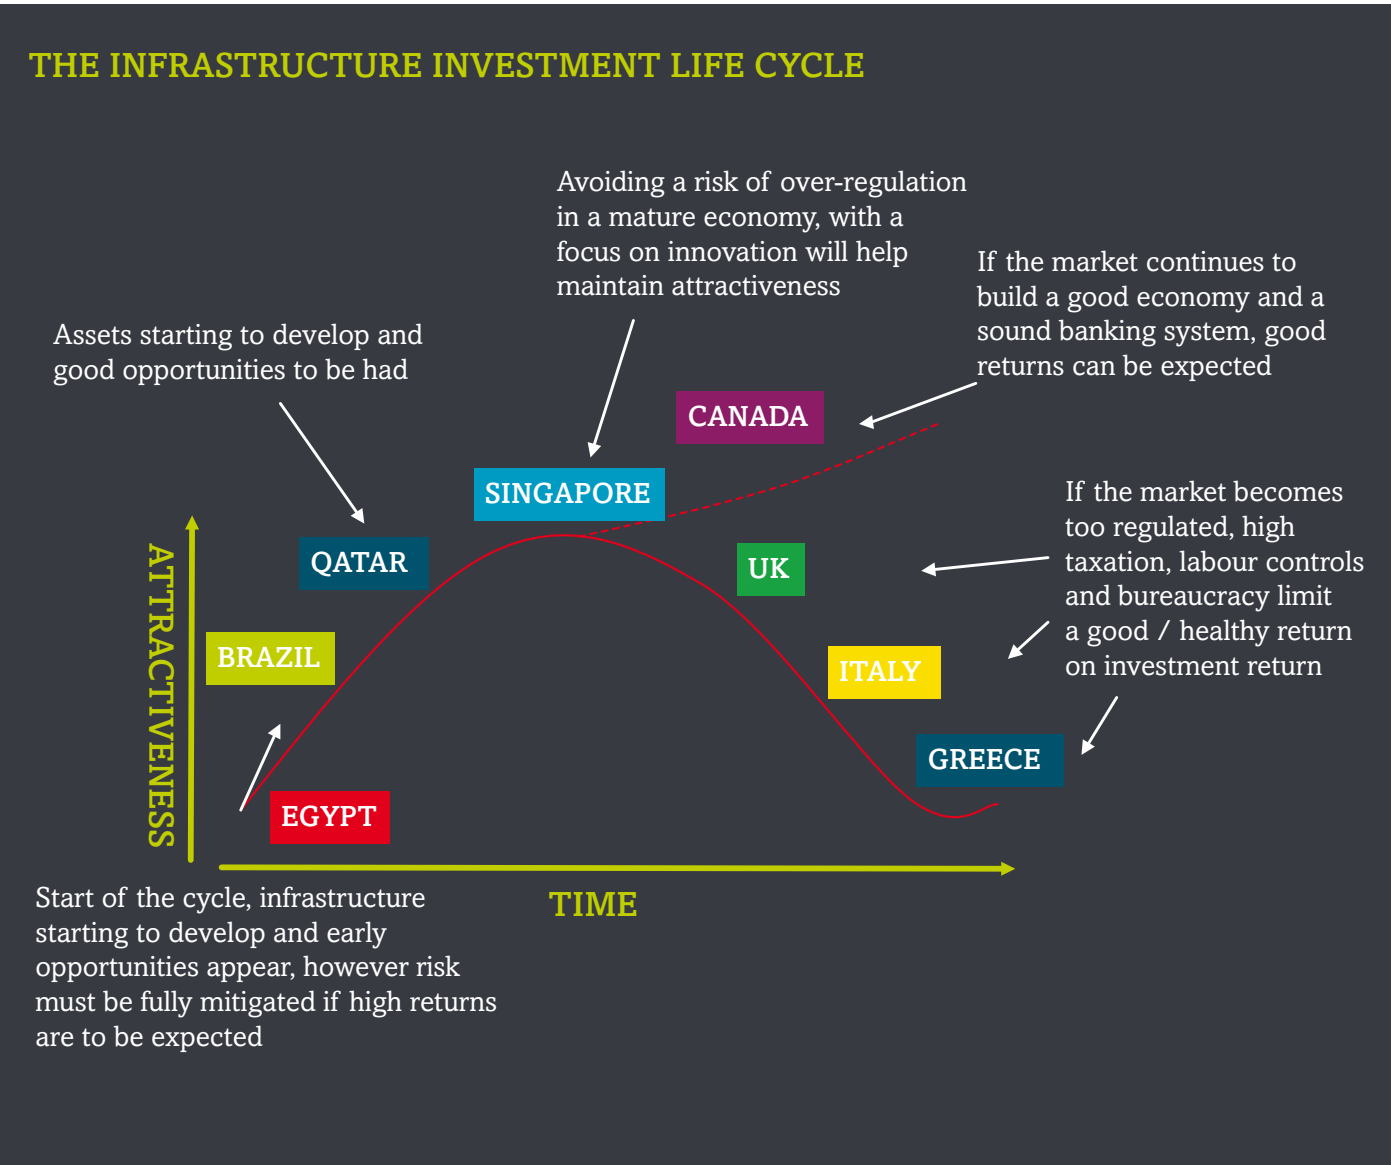 THE INFRASTRUCTURE INVESTMENT LIFE CYCLE
Avoiding a risk of over-regulation
in a mature economy, with a
focus on innovation will help
maintain attractiveness
If the market continues to
build a good economy and a
sound banking system, good
returns can be expected
Assets starting to develop and
good opportunities to be had
CANADA
SINGAPORE
If the market becomes
too regulated, high
taxation, labour controls
and bureaucracy limit
a good / healthy return
on investment return
QATAR
UK
BRAZIL
ITALY
GREECE
EGYPT
ATTRACTIVENESS
TIME
Start of the cycle, infrastructure
starting to develop and early
opportunities appear, however risk
must be fully mitigated if high returns
are to be expected